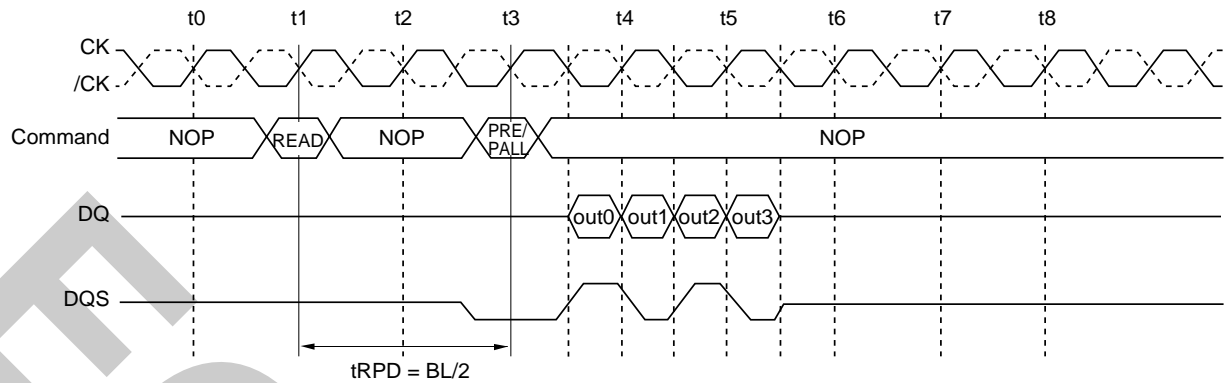 t0 t1 t2 t3 t4 t5 t6 t7 t8
CK
/CK
Command NOP READ NOP PRE/ NOP
PALL
DQ out0 out1 out2 out3
DQS
tRPD = BL/2